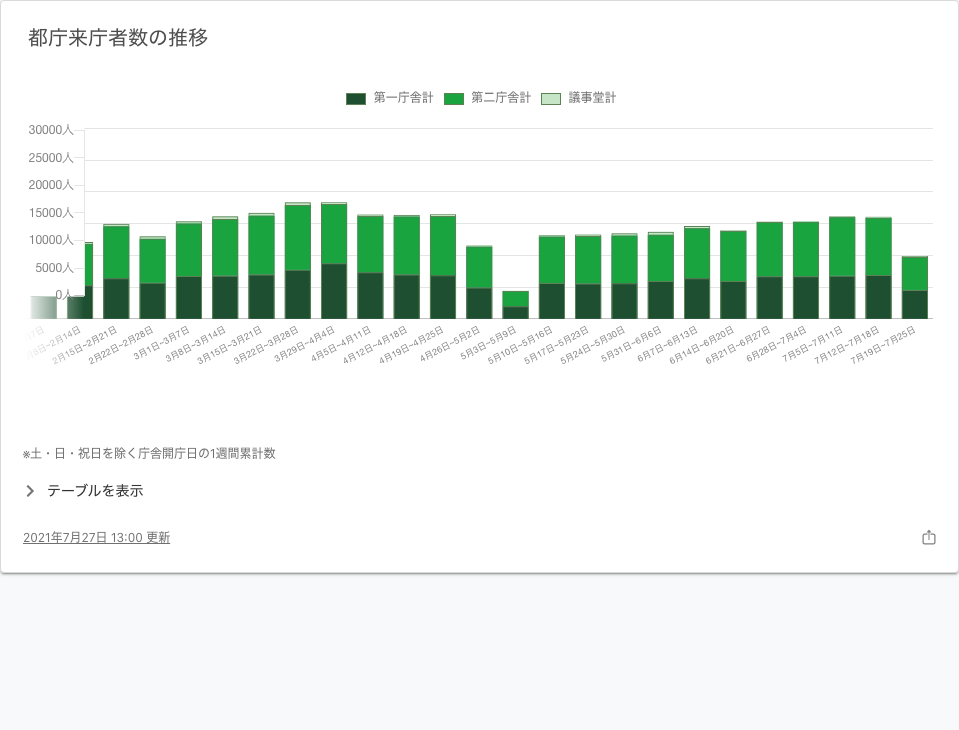 都庁来庁者数の推移
第一庁舎計 第二庁舎計 議事堂計
30000人
25000人
20000人
15000人
10000人
5000人
0人
2月14日
2月15日~2月21日
2月22日~2月28日
3月1日~3月7日
3月8日~3月14日
3月15日~3月21日
3月22日~3月28日
3月29日~4月4日
4月5日~4月11日
4月12日~4月18日
4月19日~4月25日
4月26日~5月2日
5月3日~5月9日
5月10日~5月16日
5月17日~5月23日
5月24日~5月30日
5月31日~6月6日
6月7日~6月13日
6月14日~6月20日
6月21日~6月27日
6月28日~7月4日
7月5日~7月11日
7月12日~7月18日
7月19日~7月25日
※土・日・祝日を除く庁舎開庁日の1週間累計数
テーブルを表示
2021年7月27日 13:00 更新